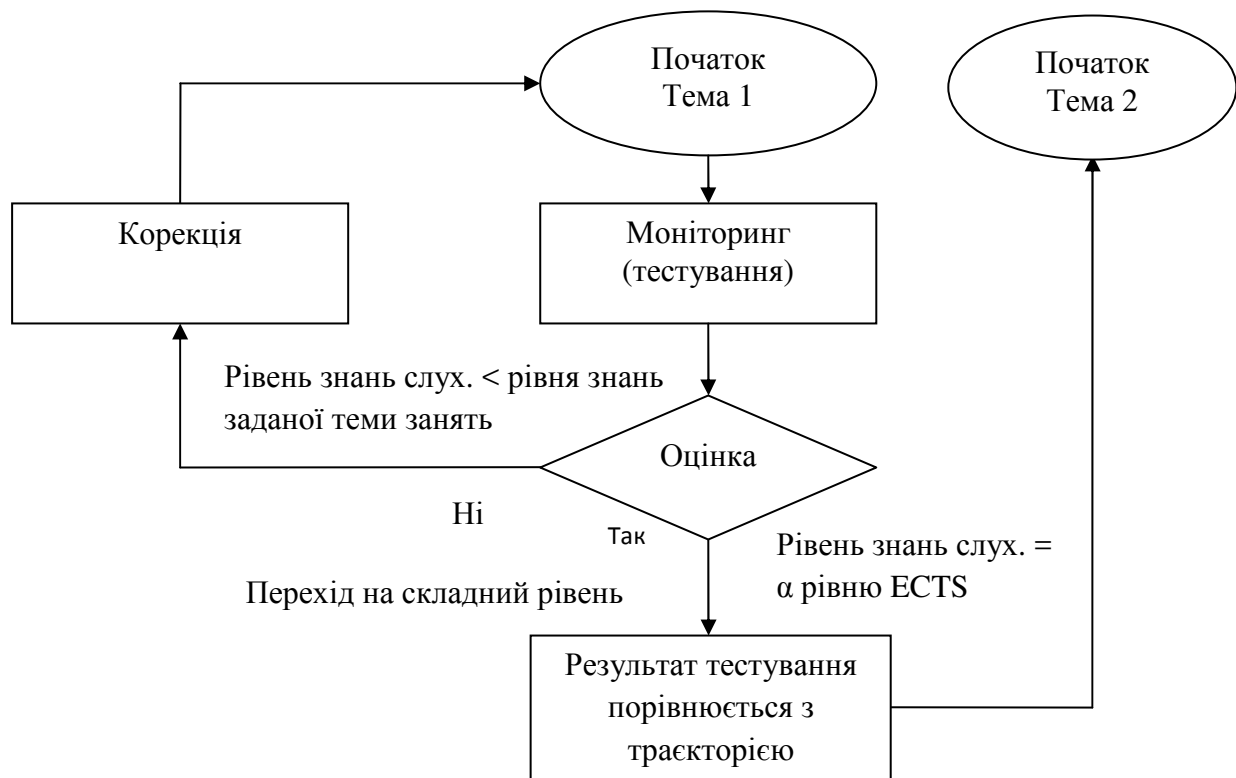 Початок
Тема 1
Початок
Тема 2
Корекція
Моніторинг
(тестування)
Рівень знань слух. < рівня знань
заданої теми занять
Оцінка
Ні
Так
Рівень знань слух. =
α рівню ECTS
Перехід на складний рівень
Результат тестування
порівнюється з
траєкторією